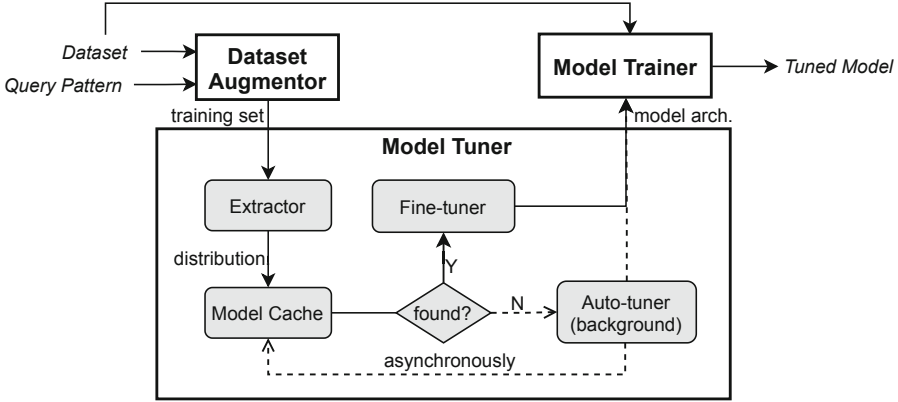 Dataset
Query Pattern
Dataset
Augmentor
Model Trainer
Tuned Model
training set
model arch.
Model Tuner
Extractor
Fine-tuner
distribution
Y
Model Cache
found?
N
Auto-tuner
(background)
asynchronously